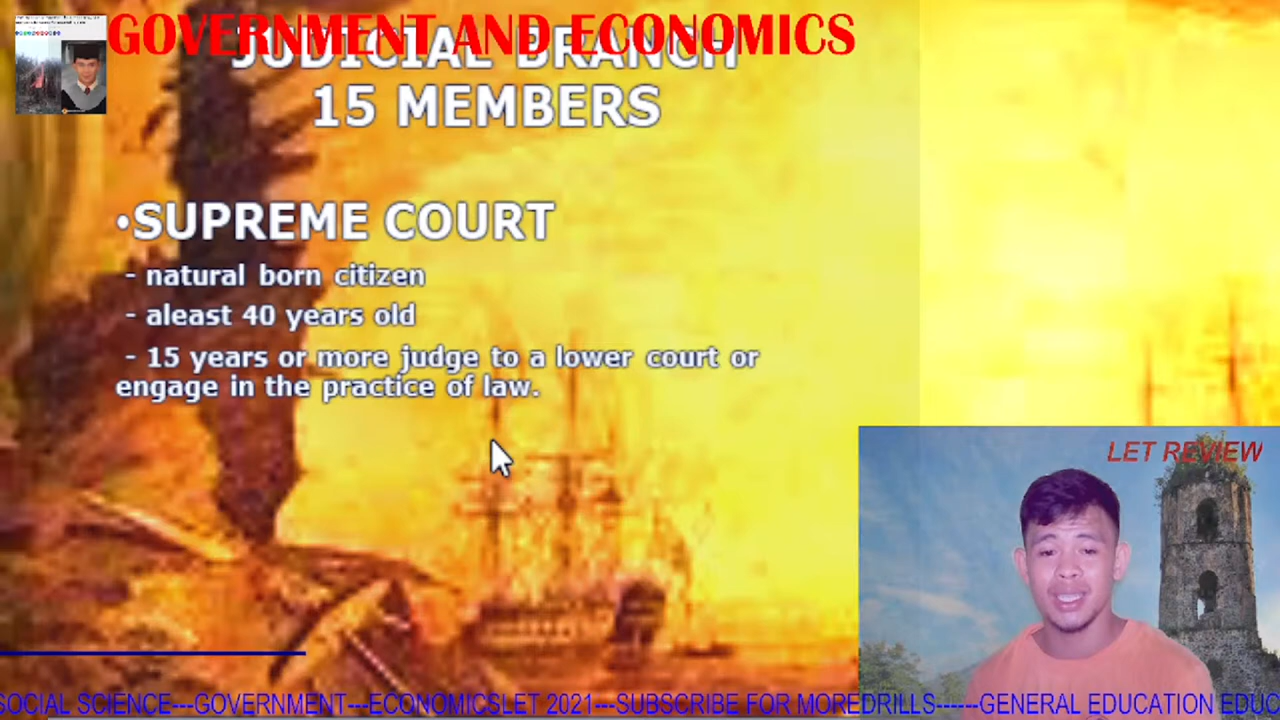 GOVERNMENT AND ECONOMICS
JUDICIAL BRANCH
15 MEMBERS
•SUPREME COURT
- natural born citizen
- aleast 40 years old
- 15 years or more judge to a lower court or
engage in the practice of law.
LET REVIEW
SOCIAL SCIENCE---GOVERNMENT---ECONOMICSLET 2021---SUBSCRIBE FOR MOREDRILLS------GENERAL EDUCATION EDUC